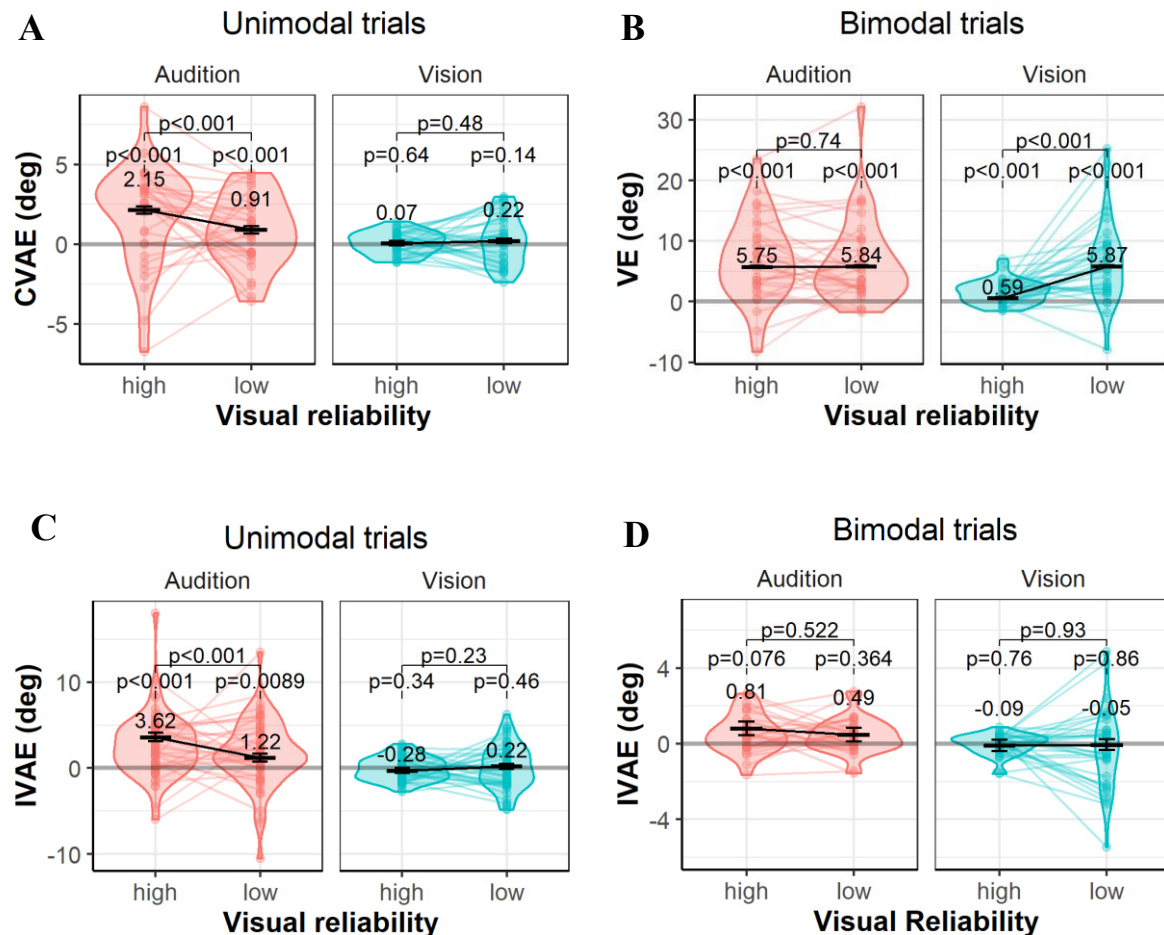 A
Unimodal trials
Audition
Vision
CVAE (deg)
5
0
-5
p<0.001
p<0.001 p<0.001
2.15
0.91
p=0.48
p=0.64 p=0.14
0.07
0.22
high low high low
Visual reliability
B
Bimodal trials
Audition
Vision
VE (deg)
30
20
10
0
-10
p=0.74
p<0.001 p<0.001
5.75
5.84
p<0.001
p<0.001 p<0.001
0.59
5.87
high low high low
Visual reliability
C
Unimodal trials
Audition
Vision
IVAE (deg)
10
0
-10
p<0.001
p<0.001 p=0.0089
3.62
1.22
p=0.23
p=0.34 p=0.46
-0.28
0.22
high low high low
Visual reliability
D
Bimodal trials
Audition
Vision
IVAE (deg)
4
0
-4
p=0.522
p=0.076 p=0.364
0.81
0.49
p=0.93
p=0.76 p=0.86
-0.09
-0.05
high low high low
Visual Reliability